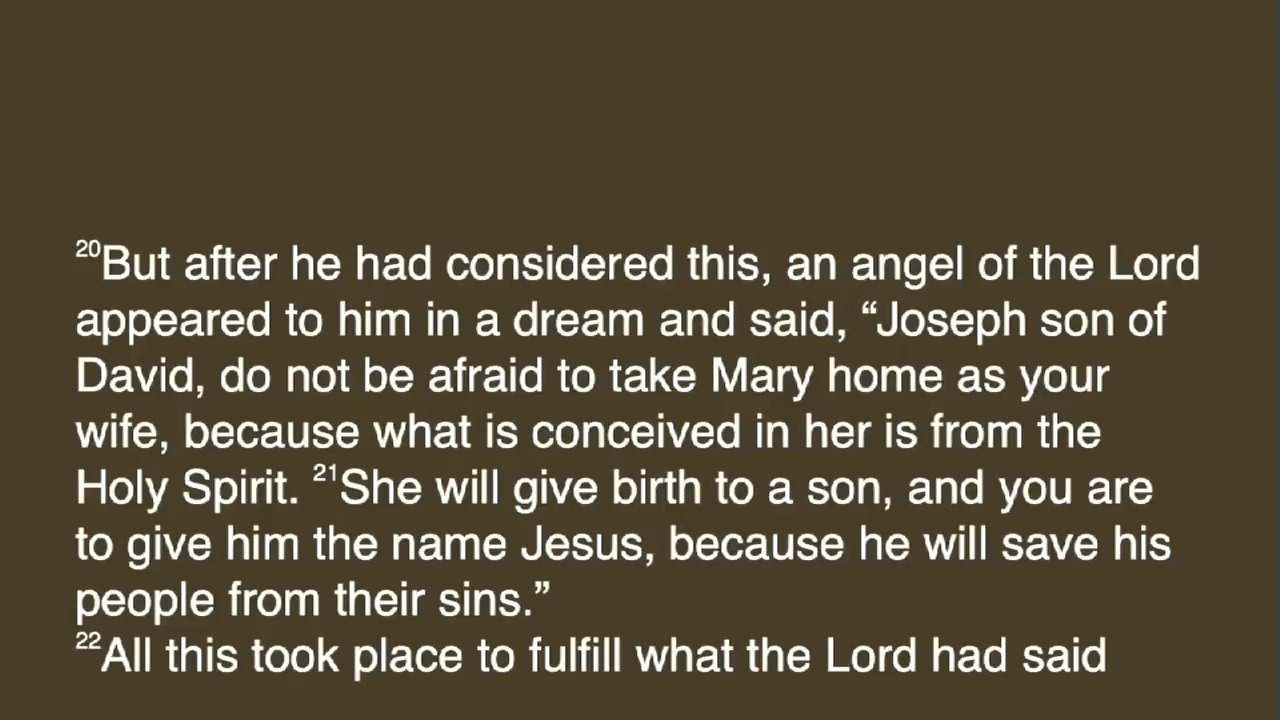 ²⁰But after he had considered this, an angel of the Lord
appeared to him in a dream and said, “Joseph son of
David, do not be afraid to take Mary home as your
wife, because what is conceived in her is from the
Holy Spirit. ²¹She will give birth to a son, and you are
to give him the name Jesus, because he will save his
people from their sins.”
²²All this took place to fulfill what the Lord had said